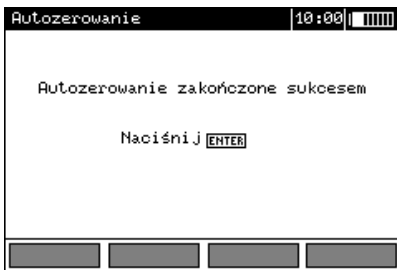 Autozerowanie 10:00
Autozerowanie zakończone sukcesem
Naciśnij ENTER